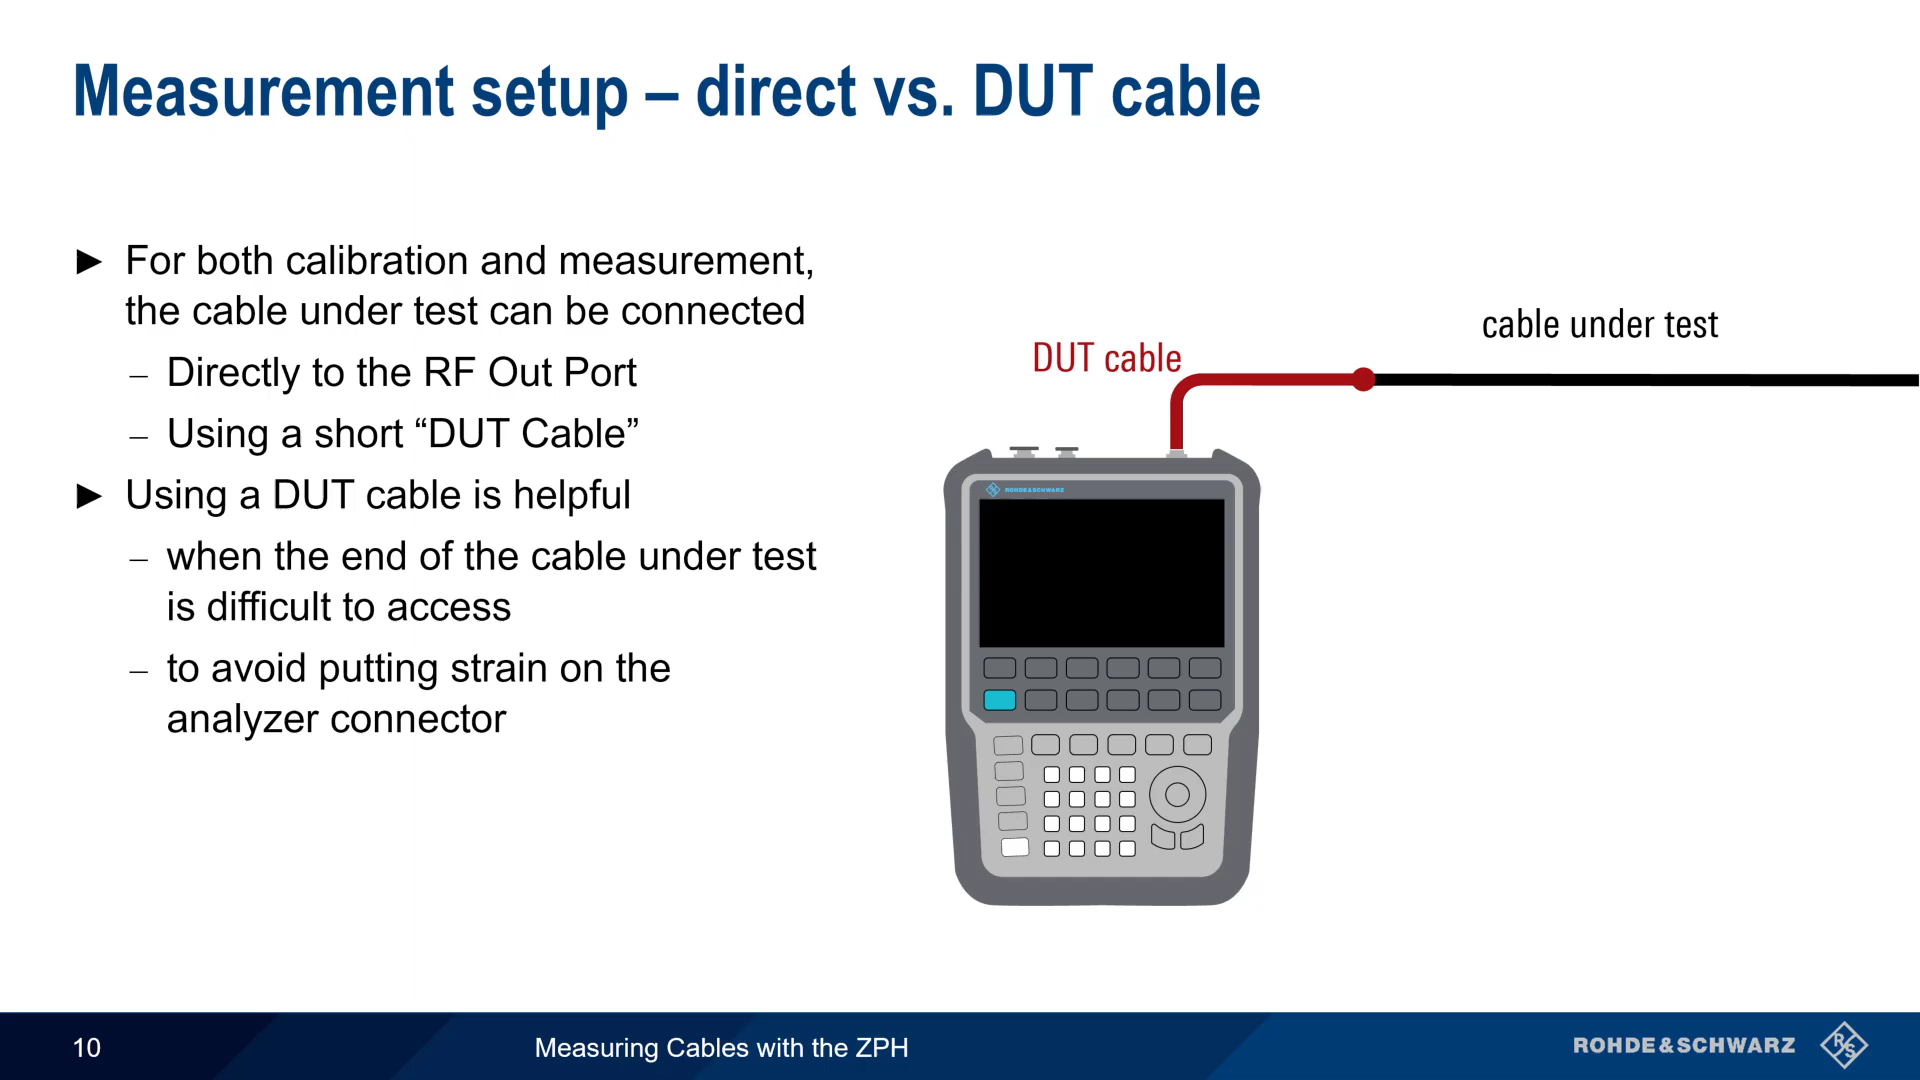 Measurement setup – direct vs. DUT cable
► For both calibration and measurement,
the cable under test can be connected
– Directly to the RF Out Port
– Using a short “DUT Cable”
► Using a DUT cable is helpful
– when the end of the cable under test
is difficult to access
– to avoid putting strain on the
analyzer connector
cable under test
DUT cable
ROHDE&SCHWARZ
10
Measuring Cables with the ZPH
ROHDE&SCHWARZ
R&S